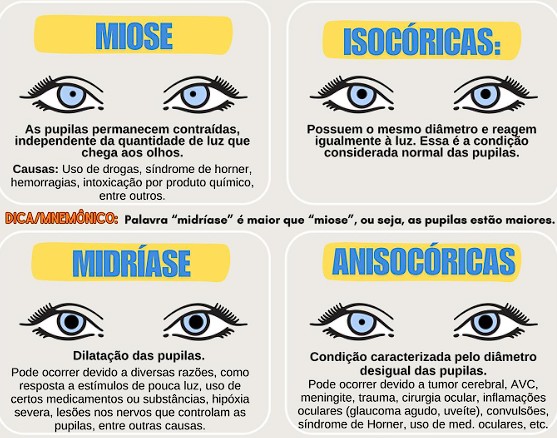 MIOSE
As pupilas permanecem contraídas,
independente da quantidade de luz que
chega aos olhos.
Causas: Uso de drogas, síndrome de horner,
hemorragias, intoxicação por produto químico,
entre outros.
ISOCÓRICAS:
Possuem o mesmo diâmetro e reagem
igualmente à luz. Essa é a condição
considerada normal das pupilas.
DICA/MNEMÔNICO: Palavra “midríase” é maior que “miose”, ou seja, as pupilas estão maiores.
MIDRÍASE
Dilatação das pupilas.
Pode ocorrer devido a diversas razões, como
resposta a estímulos de pouca luz, uso de
certos medicamentos ou substâncias, hipóxia
severa, lesões nos nervos que controlam as
pupilas, entre outras causas.
ANISOCÓRICAS
Condição caracterizada pelo diâmetro
desigual das pupilas.
Pode ocorrer devido a tumor cerebral, AVC,
meningite, trauma, cirurgia ocular, inflamações
oculares (glaucoma agudo, uveíte), convulsões,
síndrome de Horner, uso de med. oculares, etc.